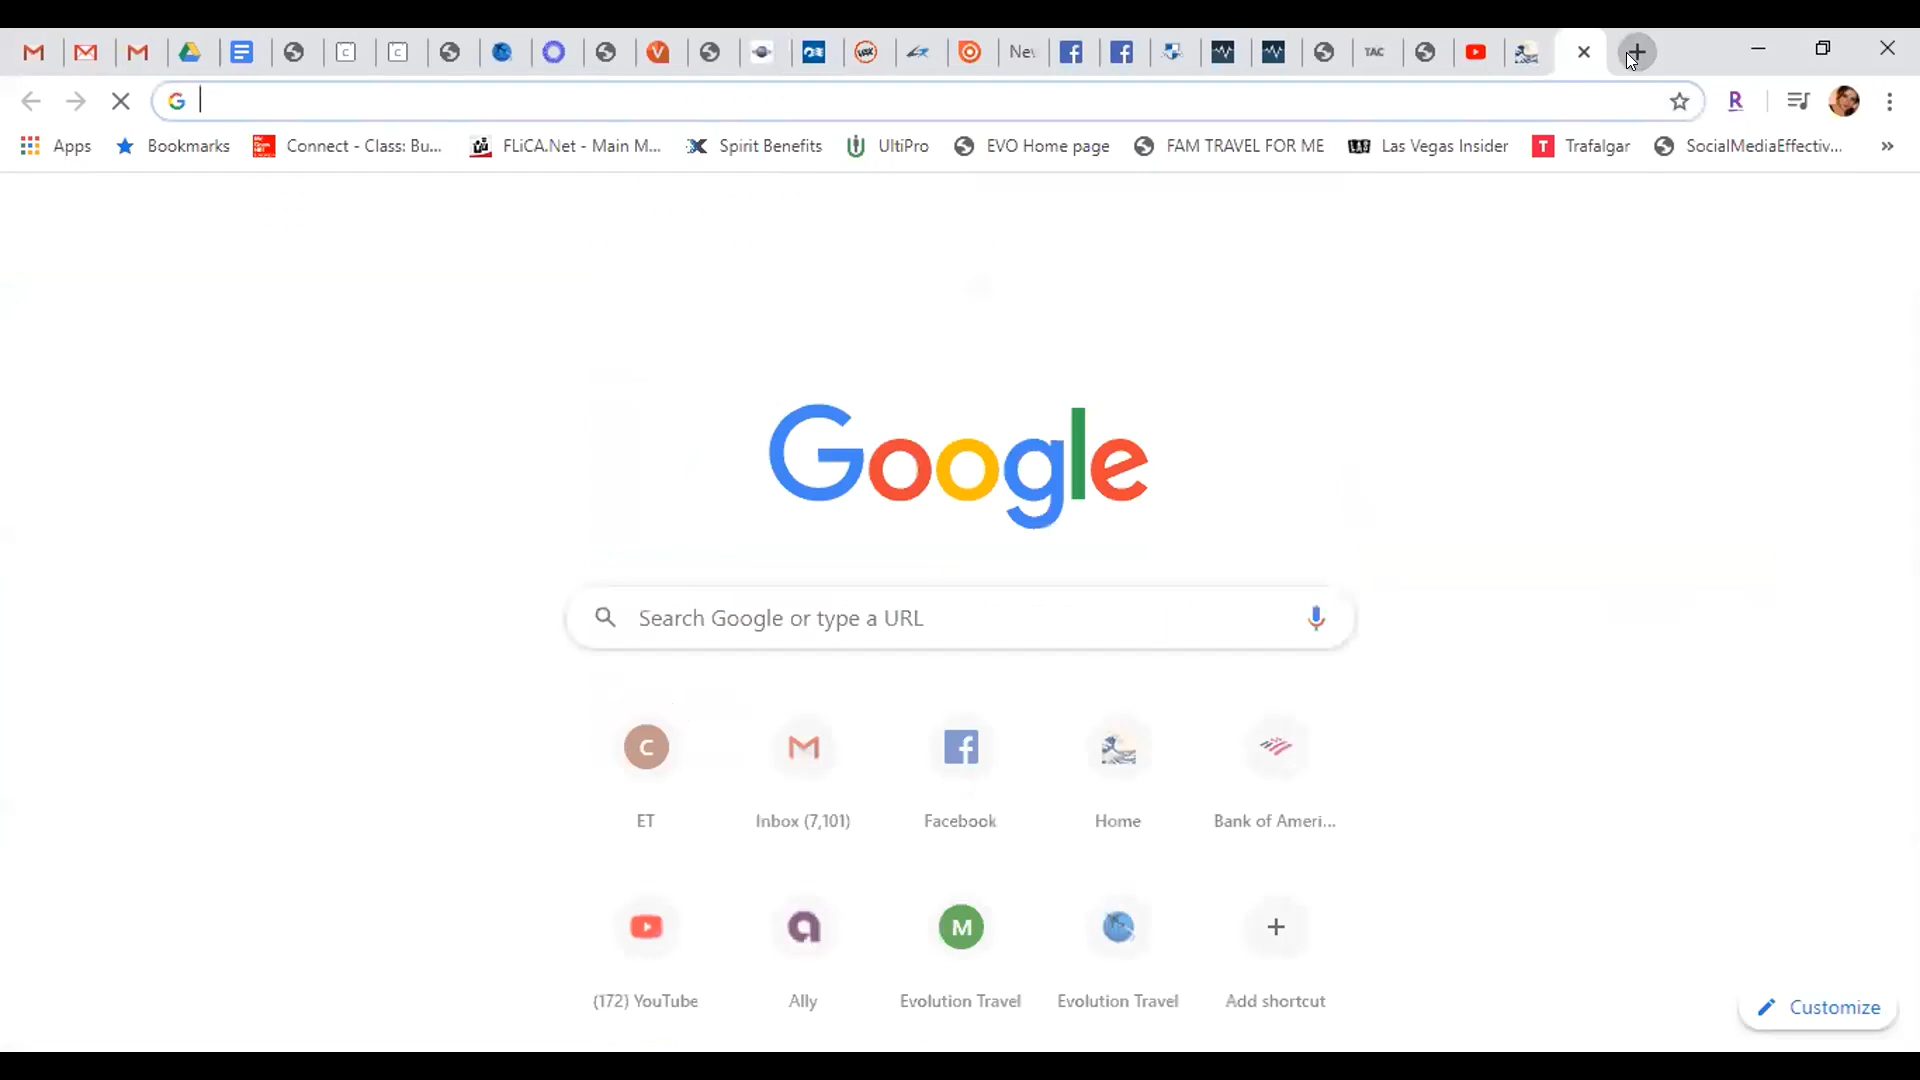 New
TAC
Apps
Bookmarks
Connect - Class: Bu...
FLiCA.Net - Main M...
Spirit Benefits
UltiPro
EVO Home page
FAM TRAVEL FOR ME
Las Vegas Insider
Trafalgar
SocialMediaEffectiv...
Google
Search Google or type a URL
C
ET
Inbox (7,101)
Facebook
Home
Bank of Ameri...
(172) YouTube
Ally
M
Evolution Travel
Evolution Travel
Add shortcut
Customize